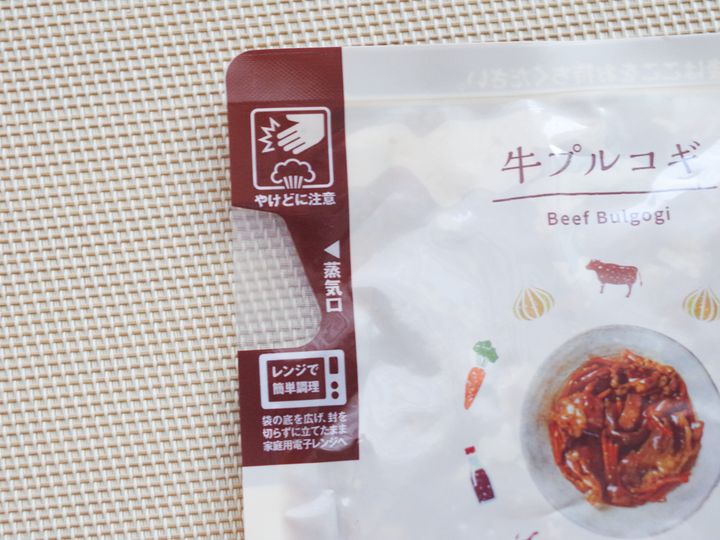 牛プルコギ
Beef Bulgogi
やけどに注意
◀蒸気口
レンジで
簡単調理
袋の底を広げ、封を
切らずに立てたまま
家庭用電子レンジへ